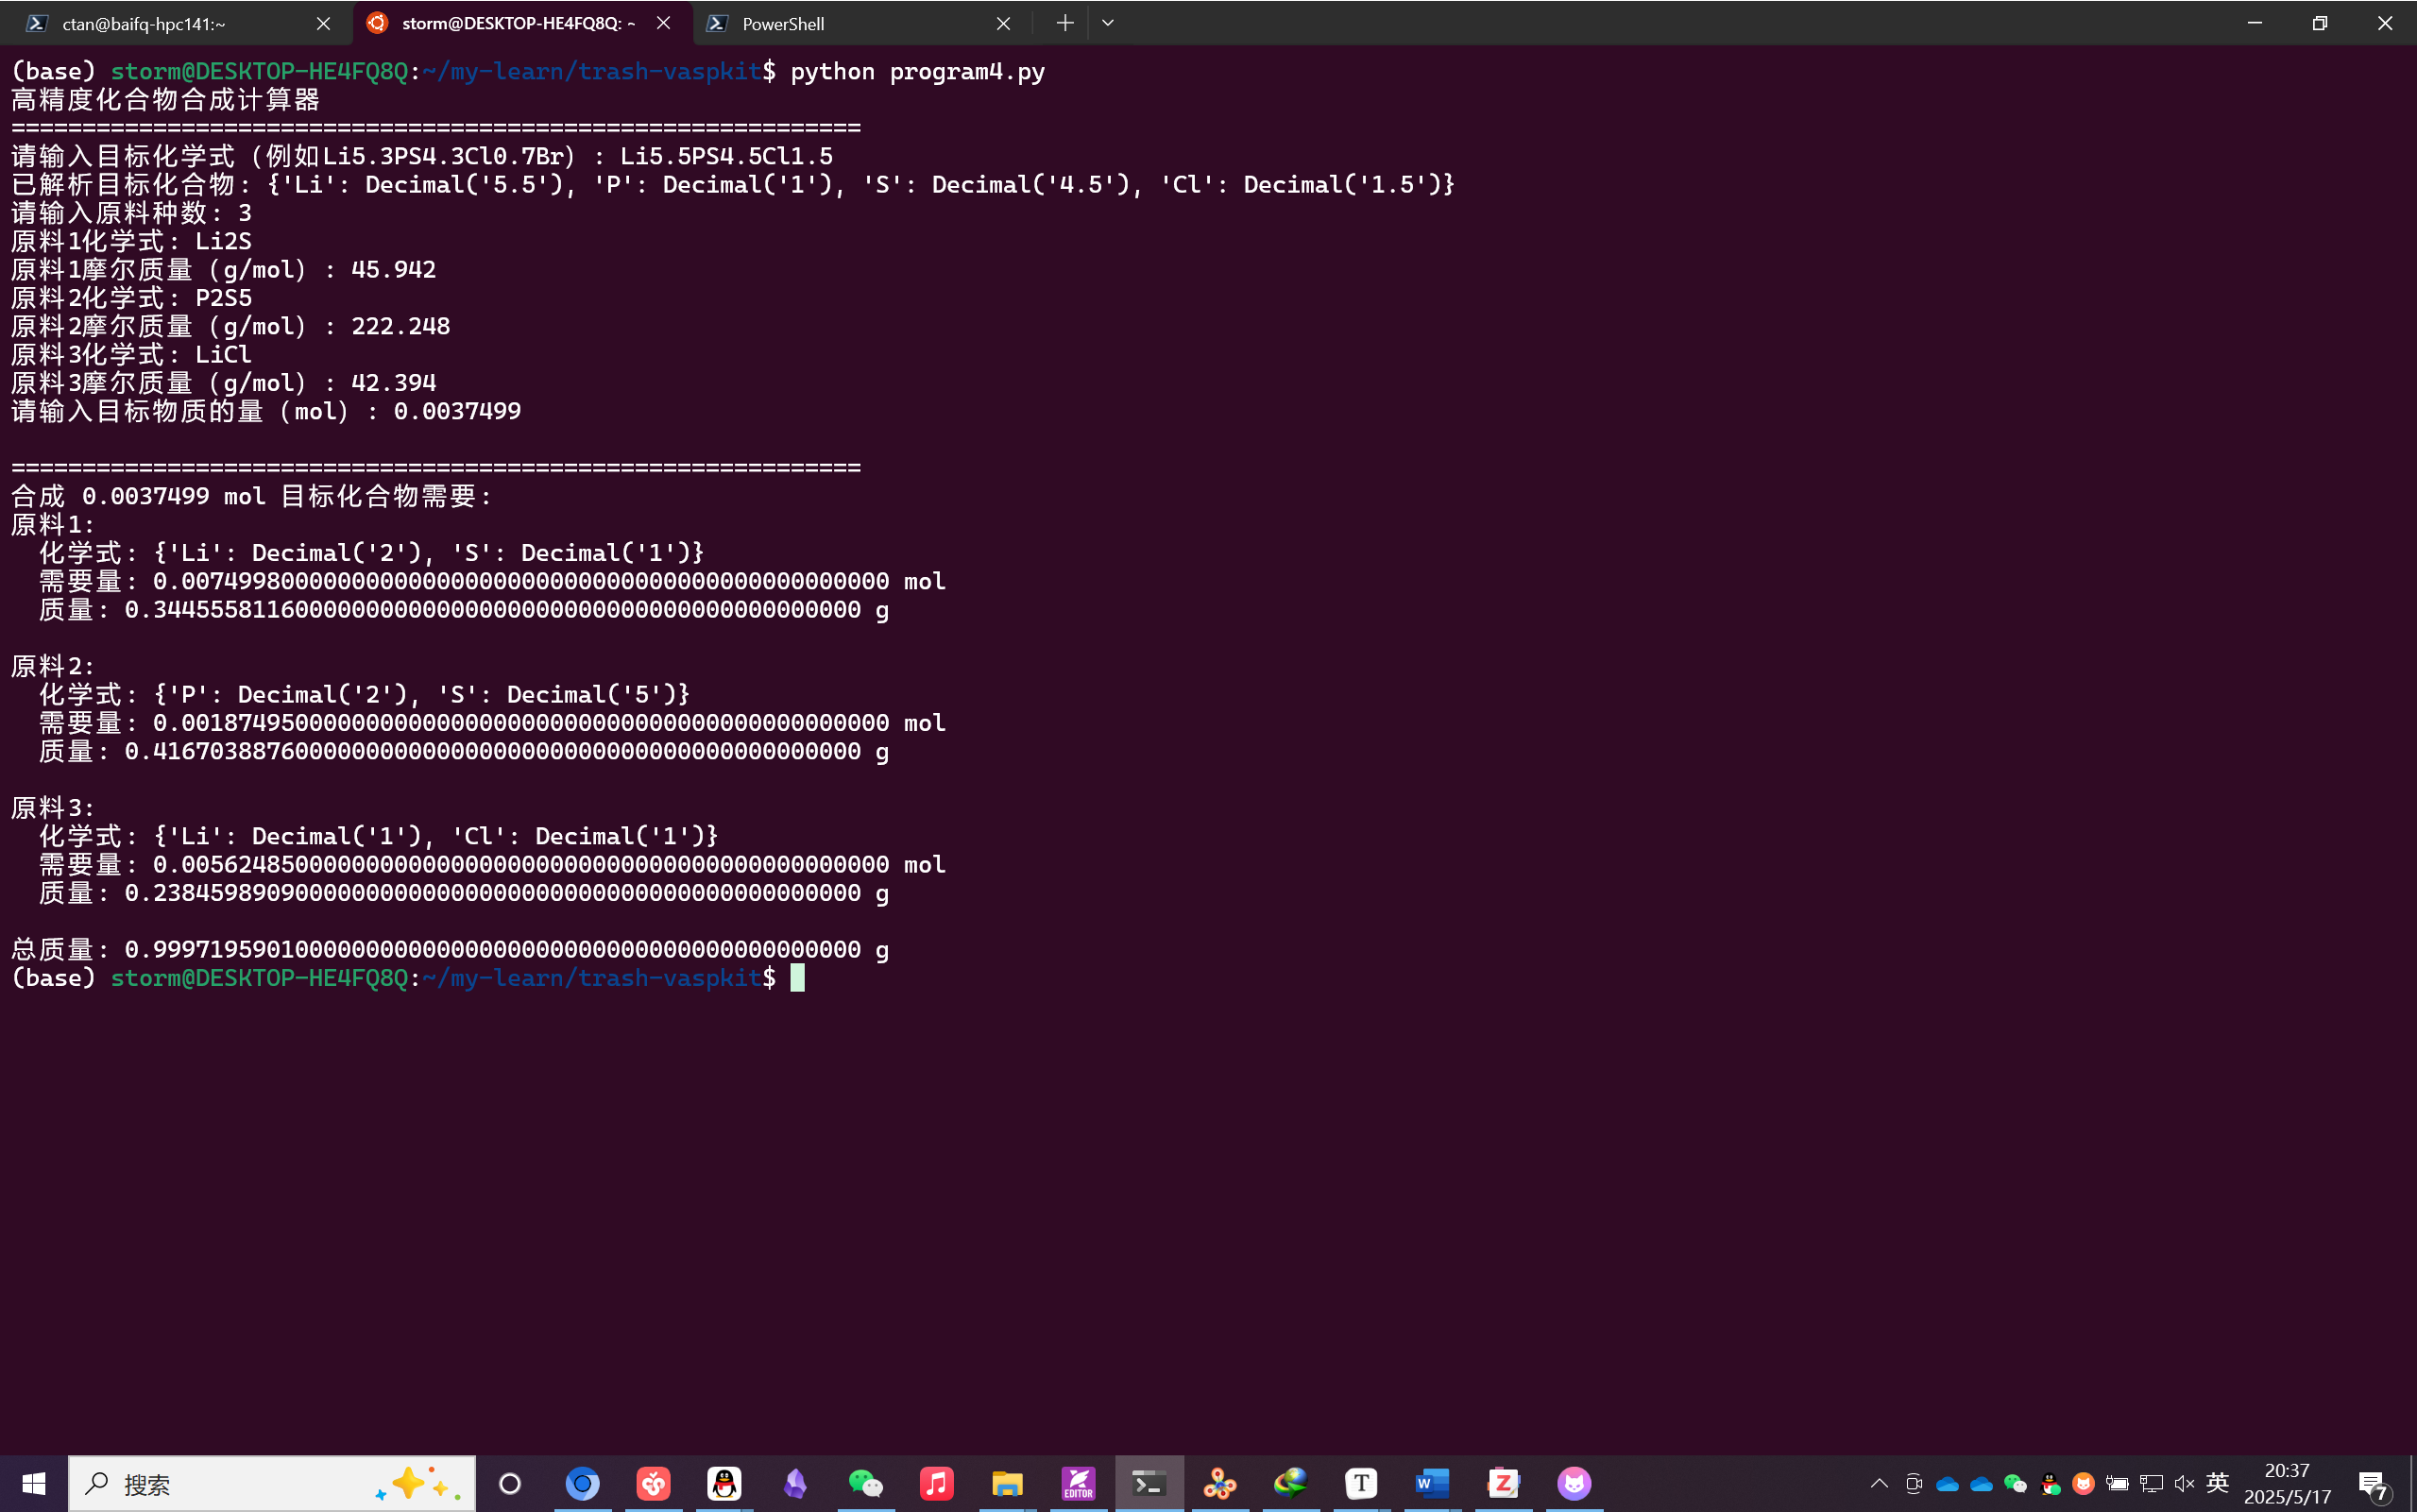 ctan@baifq-hpc141:~
storm@DESKTOP-HE4FQ8Q: ~
PowerShell
(base) storm@DESKTOP-HE4FQ8Q:~/my-learn/trash-vaspkit$ python program4.py
高精度化合物合成计算器
============================================================
请输入目标化学式（例如Li5.3PS4.3Cl0.7Br）: Li5.5PS4.5Cl1.5
已解析目标化合物: {'Li': Decimal('5.5'), 'P': Decimal('1'), 'S': Decimal('4.5'), 'Cl': Decimal('1.5')}
请输入原料种数: 3
原料1化学式: Li2S
原料1摩尔质量（g/mol）: 45.942
原料2化学式: P2S5
原料2摩尔质量（g/mol）: 222.248
原料3化学式: LiCl
原料3摩尔质量（g/mol）: 42.394
请输入目标物质的量（mol）: 0.0037499
============================================================
合成 0.0037499 mol 目标化合物需要:
原料1:
化学式: {'Li': Decimal('2'), 'S': Decimal('1')}
需要量: 0.00749980000000000000000000000000000000000000000000 mol
质量: 0.34455581160000000000000000000000000000000000000000 g
原料2:
化学式: {'P': Decimal('2'), 'S': Decimal('5')}
需要量: 0.00187495000000000000000000000000000000000000000000 mol
质量: 0.41670388760000000000000000000000000000000000000000 g
原料3:
化学式: {'Li': Decimal('1'), 'Cl': Decimal('1')}
需要量: 0.00562485000000000000000000000000000000000000000000 mol
质量: 0.23845989090000000000000000000000000000000000000000 g
总质量: 0.99971959010000000000000000000000000000000000000000 g
(base) storm@DESKTOP-HE4FQ8Q:~/my-learn/trash-vaspkit$
搜索
EDITOR
T
W
Z
英
20:37
2025/5/17
7